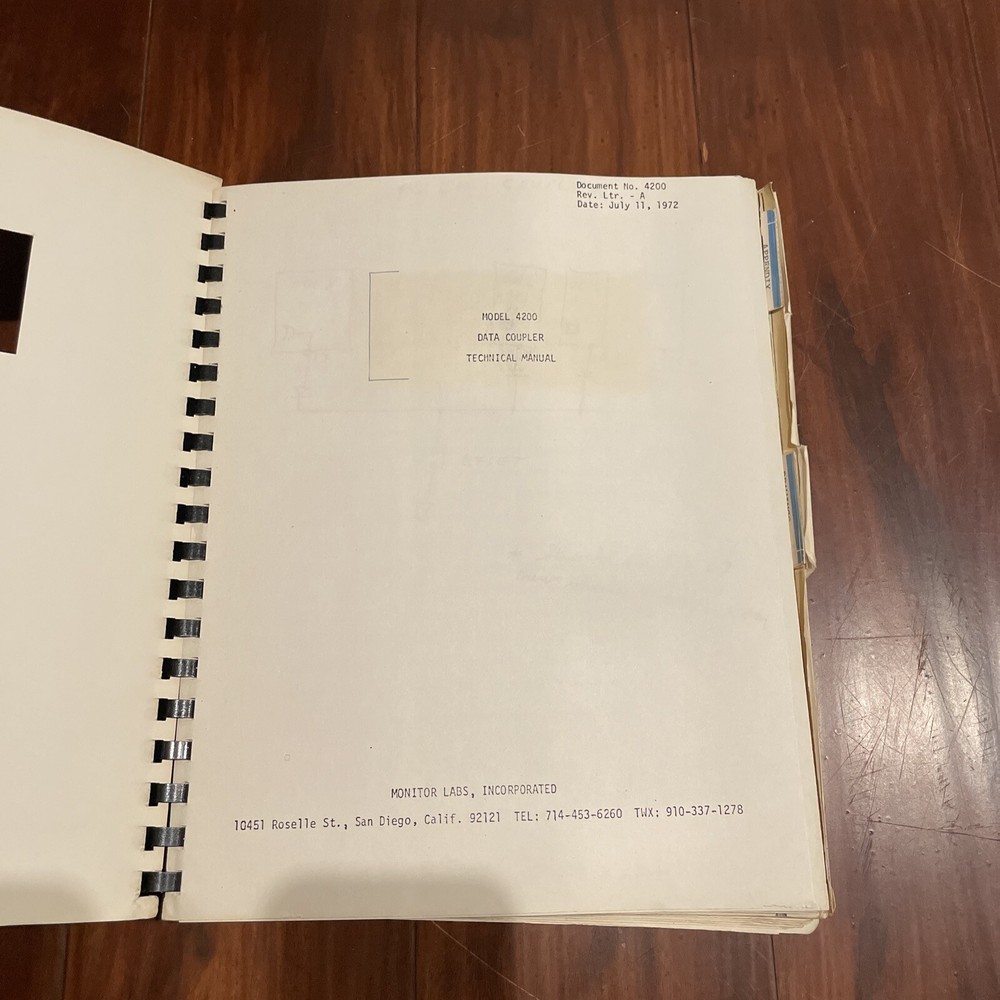 Document No. 4200
Rev. Ltr. - A
Date: July 11, 1972
APPENDIX
MODEL 4200
DATA COUPLER
TECHNICAL MANUAL
MONITOR LABS, INCORPORATED
10451 Roselle St., San Diego, Calif. 92121 TEL: 714-453-6260 TWX: 910-337-1278